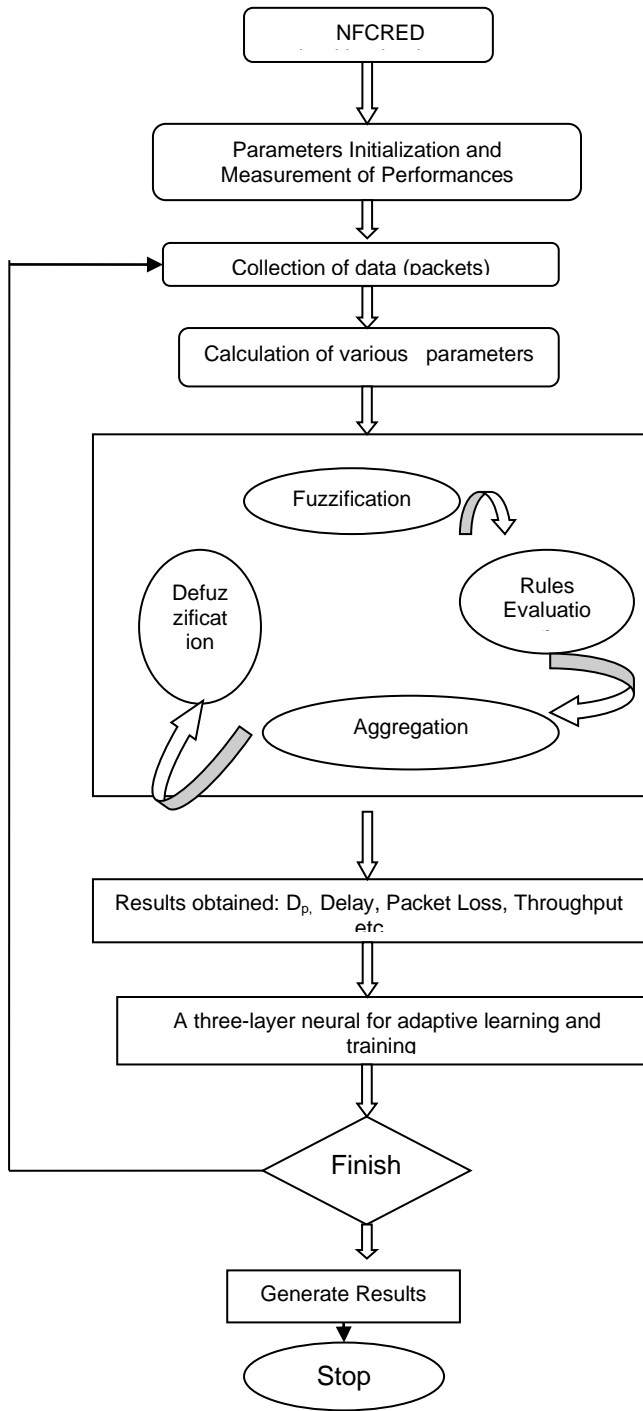 NFCRED
Parameters Initialization and
Measurement of Performances
Collection of data (packets)
Calculation of various parameters
Fuzzification
Rules
Evaluatio
Defuz
zificat
ion
Aggregation
Results obtained: Dp, Delay, Packet Loss, Throughput
etc
A three-layer neural for adaptive learning and
training
Finish
Generate Results
Stop